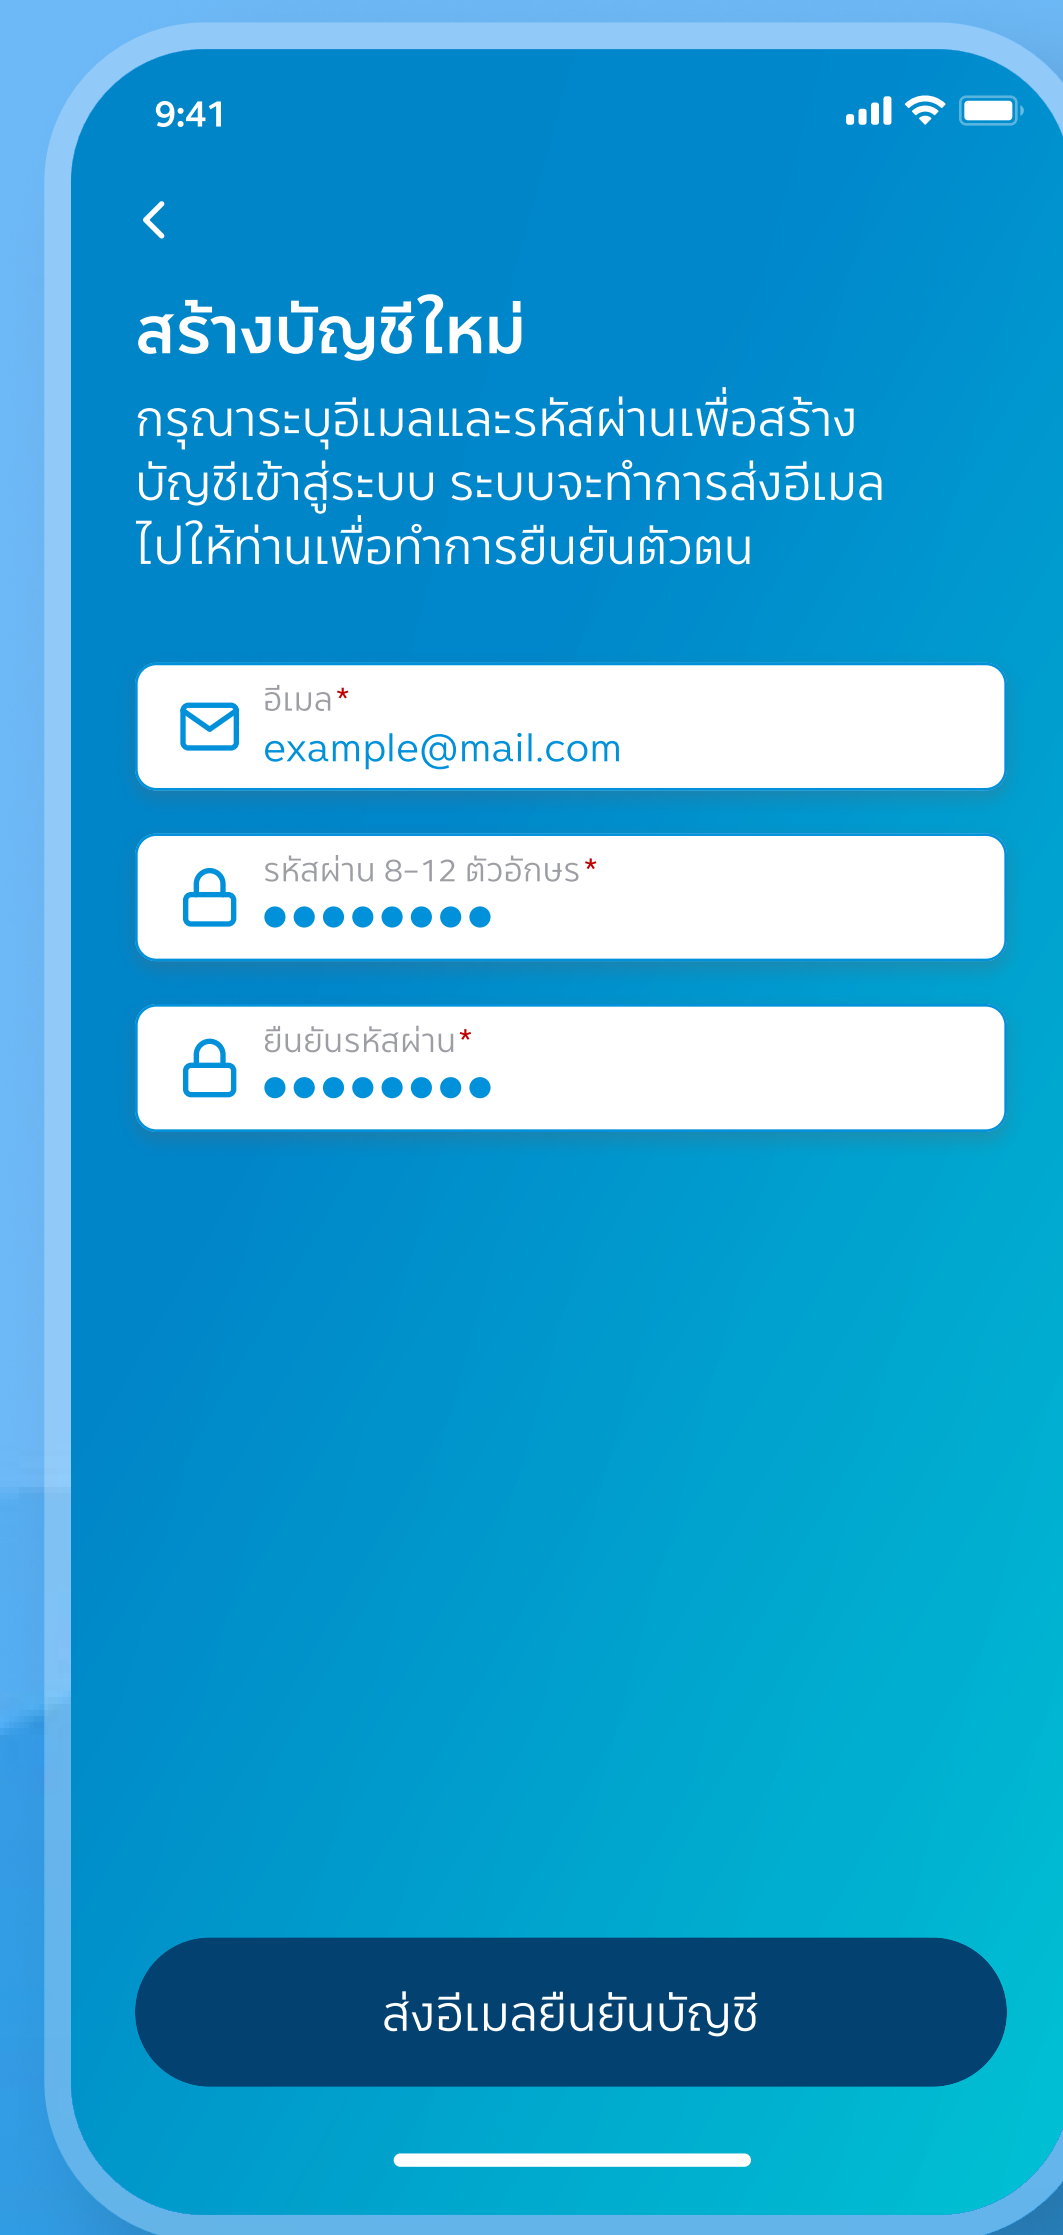 9:41
สร้างบัญชีใหม่
กรุณาระบุอีเมลและรหัสผ่านเพื่อสร้าง
บัญชีเข้าสู่ระบบ ระบบจะทำการส่งอีเมล
ไปให้ท่านเพื่อทำการยืนยันตัวตน
อีเมล*
example@mail.com
รหัสผ่าน 8-12 ตัวอักษร*
ยืนยันรหัสผ่าน*
ส่งอีเมลยืนยันบัญชี